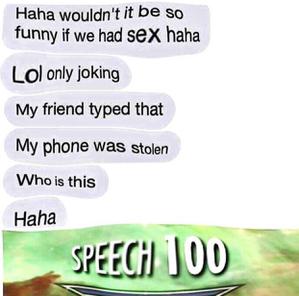 Haha wouldn't it be so
funny if we had sex haha
Lol only joking
My friend typed that
My phone was stolen
Who is this
Haha
SPEECH 100